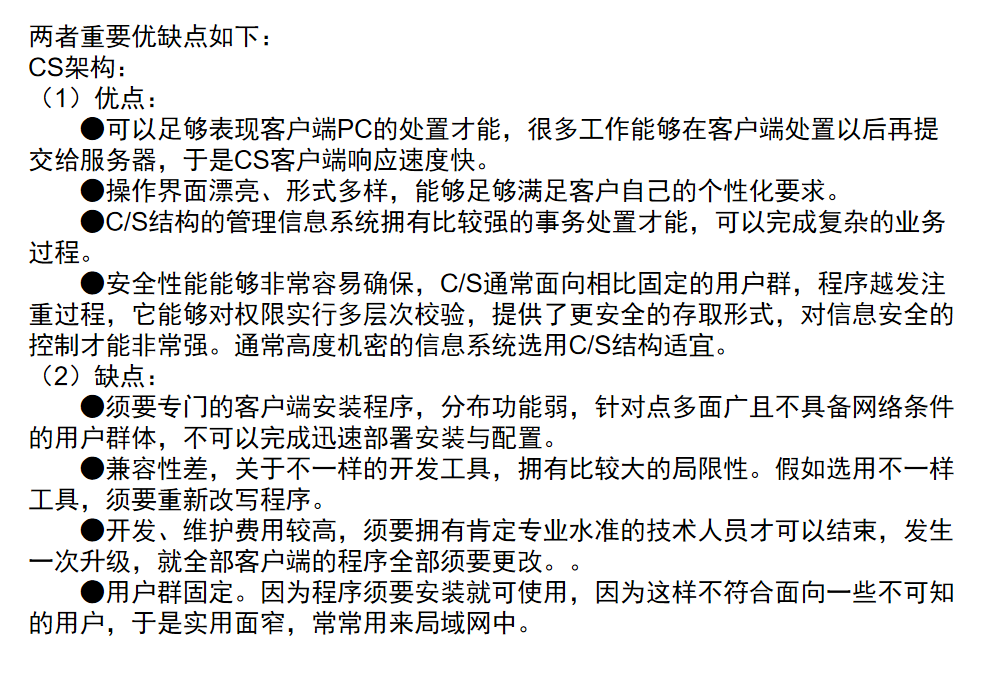 两者重要优缺点如下：
CS架构：
（1）优点：
●可以足够表现客户端PC的处置才能，很多工作能够在客户端处置以后再提
交给服务器，于是CS客户端响应速度快。
●操作界面漂亮、形式多样，能够足够满足客户自己的个性化要求。
●C/S结构的管理信息系统拥有比较强的事务处置才能，可以完成复杂的业务
过程。
●安全性能能够非常容易确保，C/S通常面向相比固定的用户群，程序越发注
重过程，它能够对权限实行多层次校验，提供了更安全的存取形式，对信息安全的
控制才能非常强。通常高度机密的信息系统选用C/S结构适宜。
（2）缺点：
●须要专门的客户端安装程序，分布功能弱，针对点多面广且不具备网络条件
的用户群体，不可以完成迅速部署安装与配置。
●兼容性差，关于不一样的开发工具，拥有比较大的局限性。假如选用不一样
工具，须要重新改写程序。
●开发、维护费用较高，须要拥有肯定专业水准的技术人员才可以结束，发生
一次升级，就全部客户端的程序全部须要更改。。
●用户群固定。因为程序须要安装就可使用，因为这样不符合面向一些不可知
的用户，于是实用面窄，常常用来局域网中。